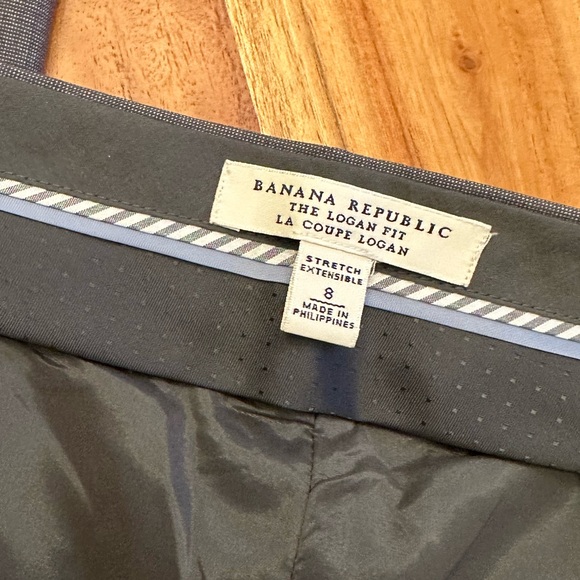 BANANA REPUBLIC
THE LOGAN FIT
LA COUPE LOGAN
STRETCH
EXTENSIBLE
8
MADE IN
PHILIPPINES